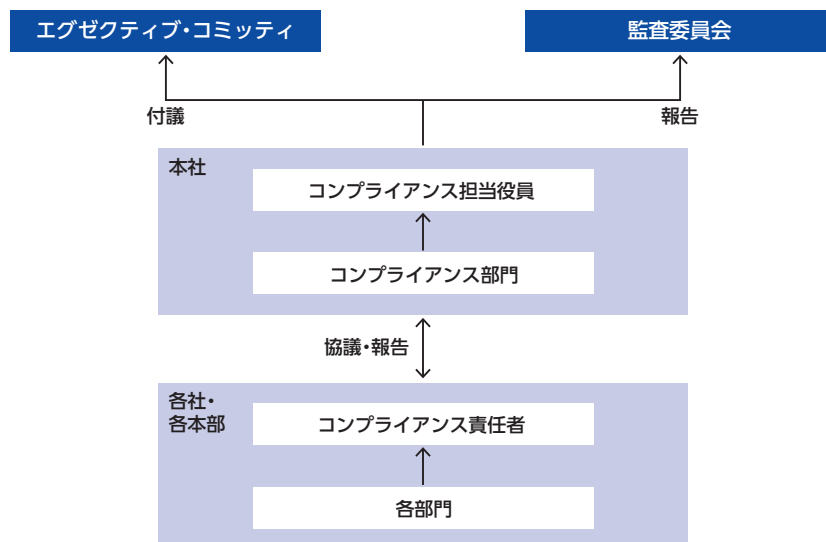 エグゼクティブ・コミッティ
監査委員会
付議
報告
本社
コンプライアンス担当役員
コンプライアンス部門
協議・報告
各社・
各本部
コンプライアンス責任者
各部門